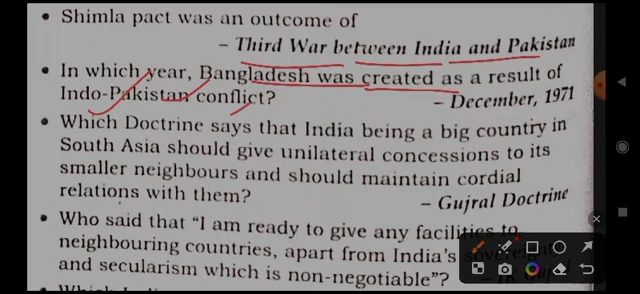 • Shimla pact was an outcome of
– Third War between India and Pakistan
• In which year, Bangladesh was created as a result of
Indo-Pakistan conflict? – December, 1971
• Which Doctrine says that India being a big country in
South Asia should give unilateral concessions to its
smaller neighbours and should maintain cordial
relations with them? – Gujral Doctrine
• Who said that "I am ready to give any facilities to
neighbouring countries, apart from India's
and secularism which is non-negotiable"?